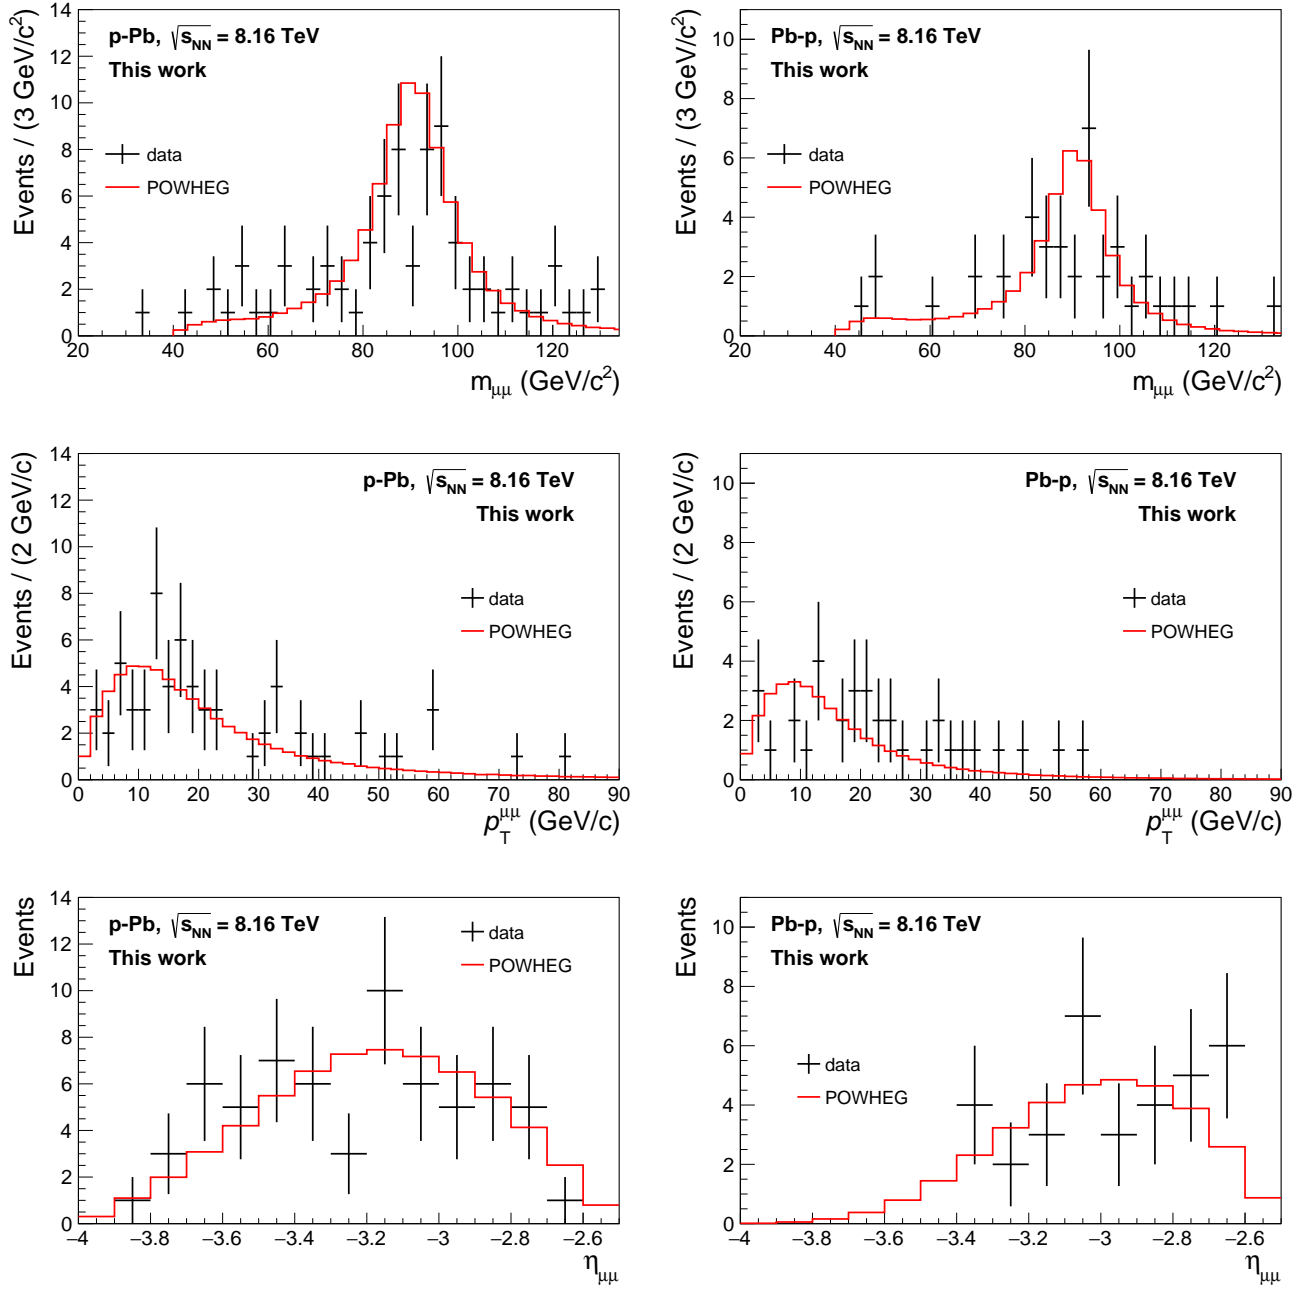 p-Pb, √sNN = 8.16 TeV
This work
data
POWHEG
Events / (3 GeV/c²)
0 2 4 6 8 10 12 14
20 40 60 80 100 120
mμμ (GeV/c²)
Pb-p, √sNN = 8.16 TeV
This work
data
POWHEG
Events / (3 GeV/c²)
0 2 4 6 8 10
20 40 60 80 100 120
mμμ (GeV/c²)
p-Pb, √sNN = 8.16 TeV
This work
data
POWHEG
Events / (2 GeV/c)
0 2 4 6 8 10 12 14
0 10 20 30 40 50 60 70 80 90
pTμμ (GeV/c)
Pb-p, √sNN = 8.16 TeV
This work
data
POWHEG
Events / (2 GeV/c)
0 2 4 6 8 10
0 10 20 30 40 50 60 70 80 90
pTμμ (GeV/c)
p-Pb, √sNN = 8.16 TeV
This work
data
POWHEG
Events
0 2 4 6 8 10 12 14
−4 −3.8 −3.6 −3.4 −3.2 −3 −2.8 −2.6
ημμ
Pb-p, √sNN = 8.16 TeV
This work
data
POWHEG
Events
0 2 4 6 8 10
−4 −3.8 −3.6 −3.4 −3.2 −3 −2.8 −2.6
ημμ